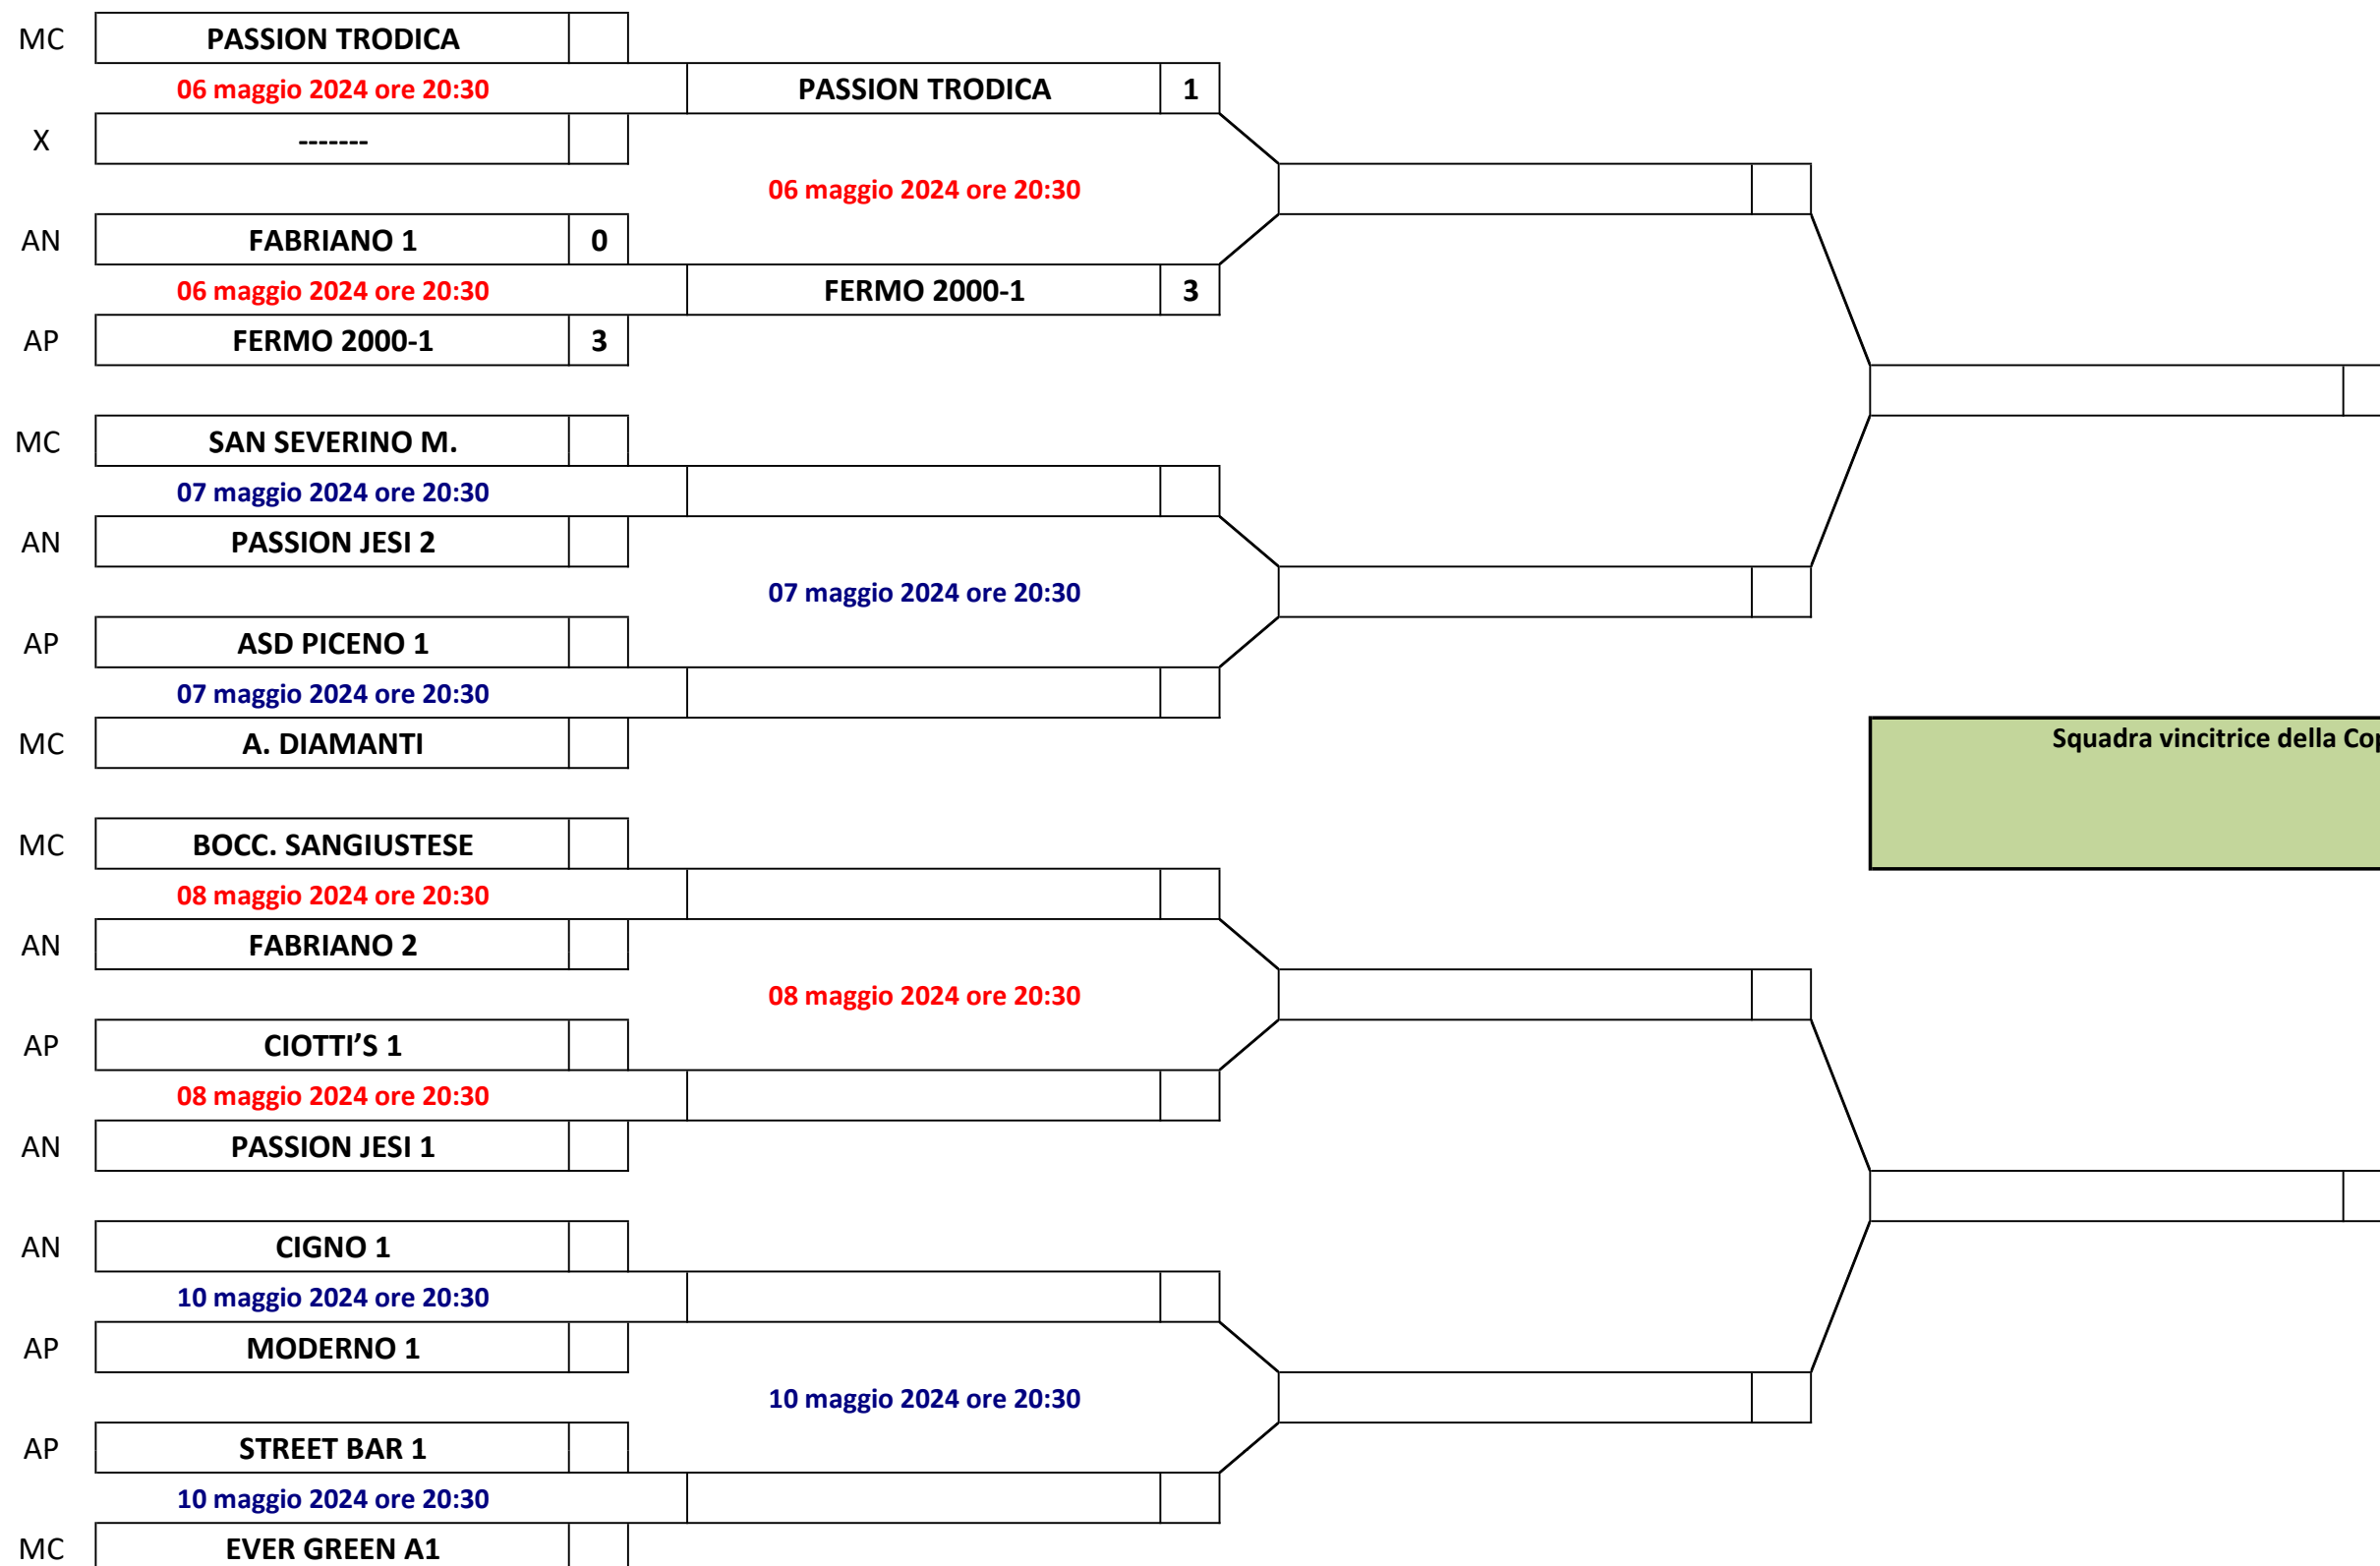 MC PASSION TRODICA
06 maggio 2024 ore 20:30 PASSION TRODICA 1
X -------
06 maggio 2024 ore 20:30
AN FABRIANO 1 0
06 maggio 2024 ore 20:30 FERMO 2000-1 3
AP FERMO 2000-1 3
MC SAN SEVERINO M.
07 maggio 2024 ore 20:30
AN PASSION JESI 2
07 maggio 2024 ore 20:30
AP ASD PICENO 1
07 maggio 2024 ore 20:30
MC A. DIAMANTI
Squadra vincitrice della Cop
MC BOCC. SANGIUSTESE
08 maggio 2024 ore 20:30
AN FABRIANO 2
08 maggio 2024 ore 20:30
AP CIOTTI’S 1
08 maggio 2024 ore 20:30
AN PASSION JESI 1
AN CIGNO 1
10 maggio 2024 ore 20:30
AP MODERNO 1
10 maggio 2024 ore 20:30
AP STREET BAR 1
10 maggio 2024 ore 20:30
MC EVER GREEN A1